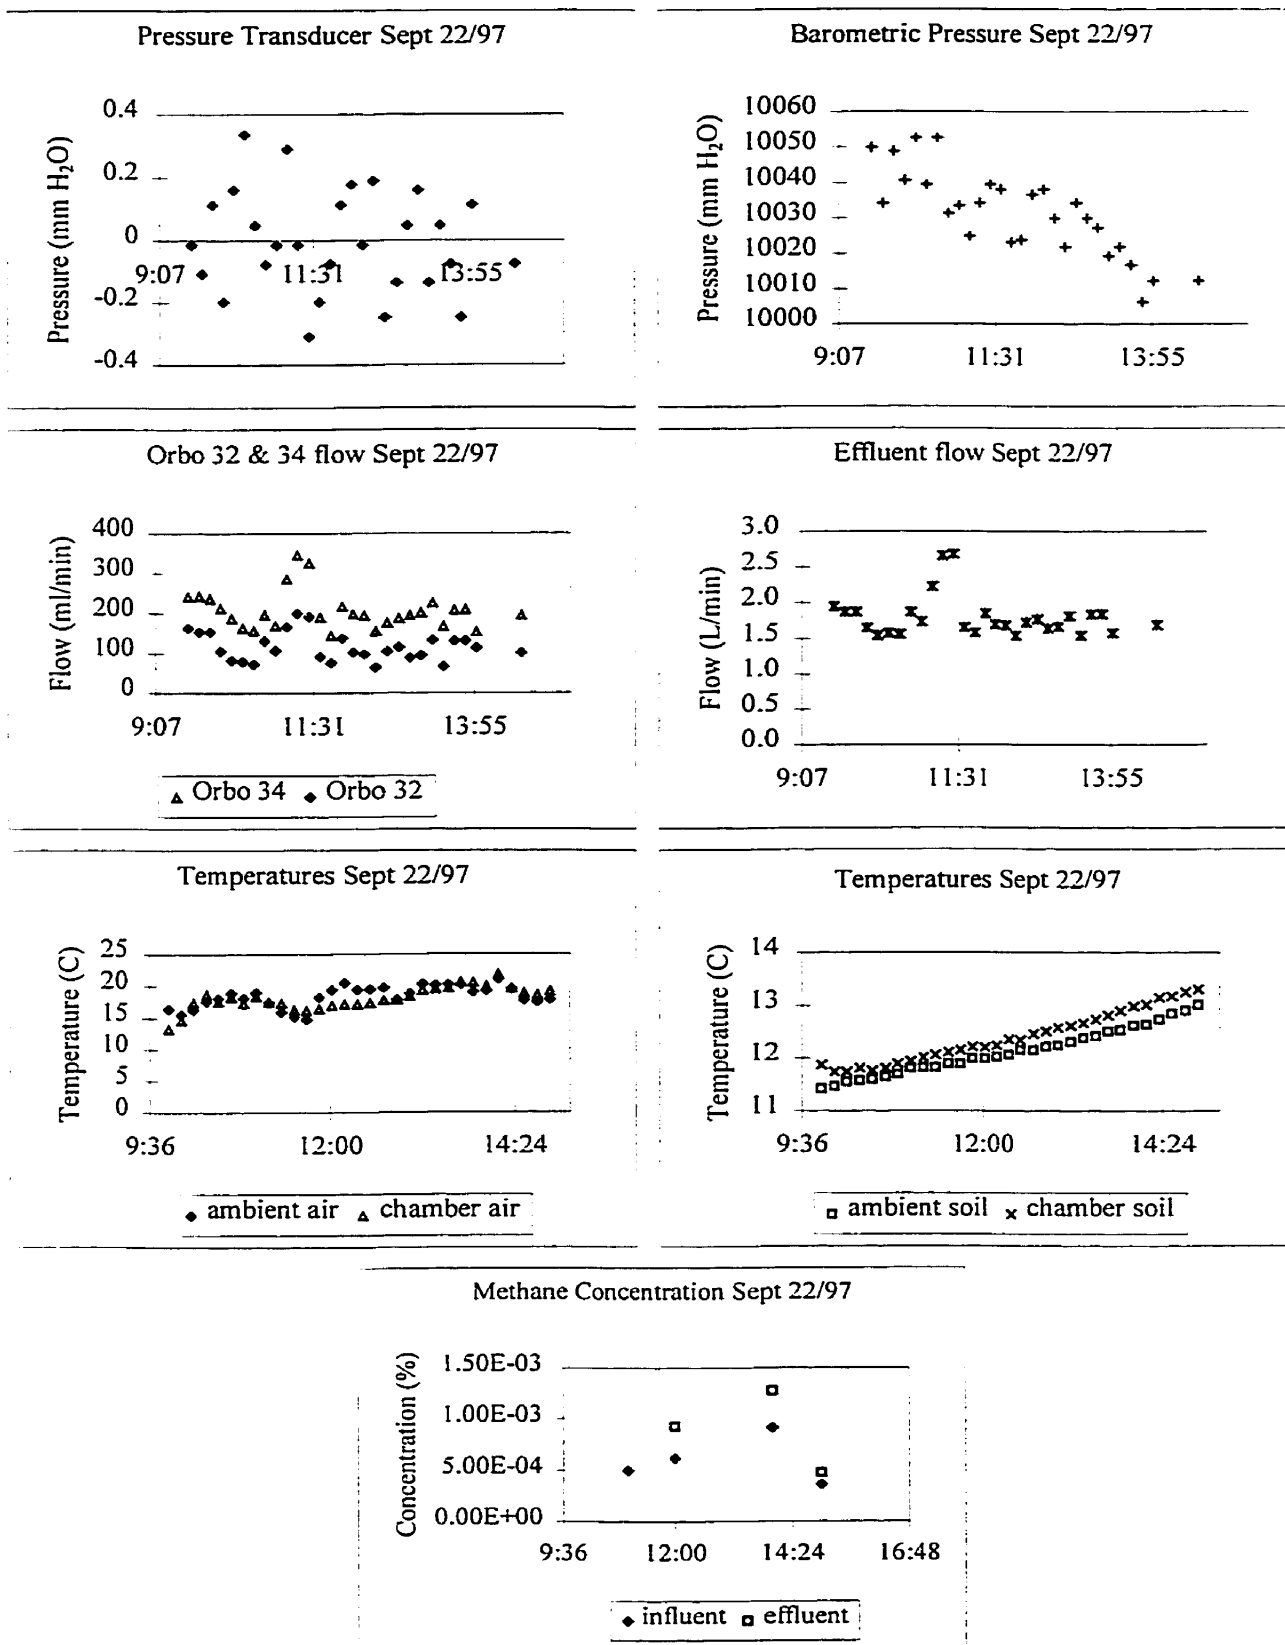 Pressure Transducer Sept 22/97
Pressure (mm H₂O)
0.4
0.2
0
-0.2
-0.4
9:07 11:31 13:55
Barometric Pressure Sept 22/97
Pressure (mm H₂O)
10060
10050
10040
10030
10020
10010
10000
9:07 11:31 13:55
Orbo 32 & 34 flow Sept 22/97
Flow (ml/min)
400
300
200
100
0
9:07 11:31 13:55
Orbo 34 Orbo 32
Effluent flow Sept 22/97
Flow (L/min)
3.0
2.5
2.0
1.5
1.0
0.5
0.0
9:07 11:31 13:55
Temperatures Sept 22/97
Temperature (C)
25
20
15
10
5
0
9:36 12:00 14:24
ambient air chamber air
Temperatures Sept 22/97
Temperature (C)
14
13
12
11
9:36 12:00 14:24
ambient soil chamber soil
Methane Concentration Sept 22/97
Concentration (%)
1.50E-03
1.00E-03
5.00E-04
0.00E+00
9:36 12:00 14:24 16:48
influent effluent